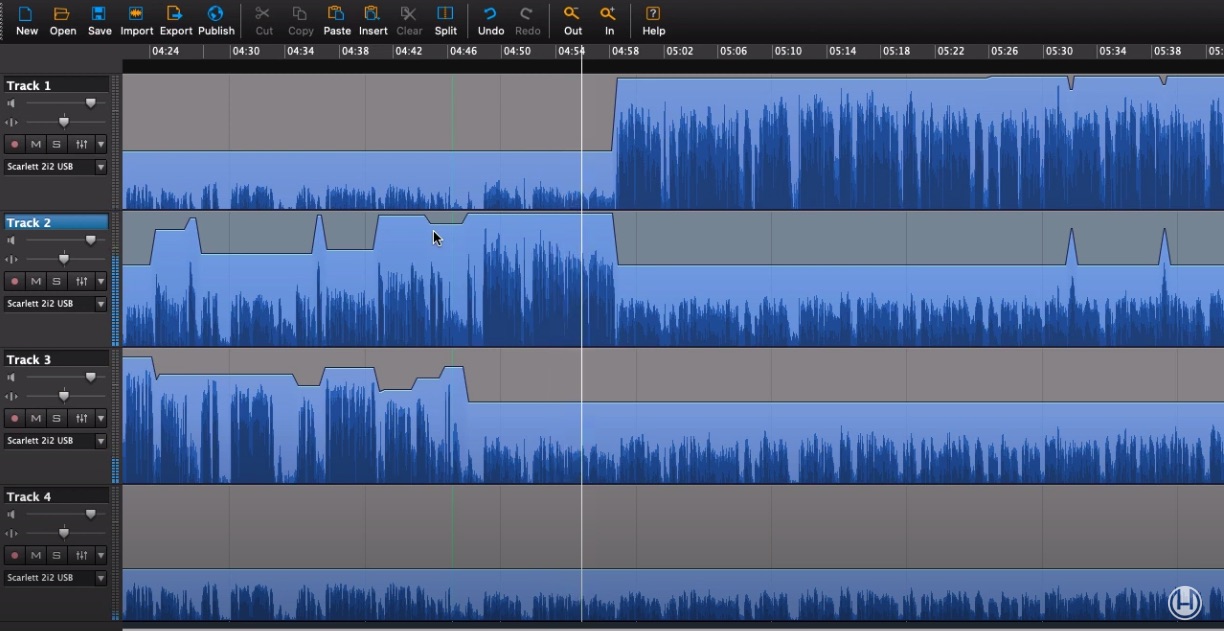 New Open Save Import Export Publish Cut Copy Paste Insert Clear Split Undo Redo Out In Help
04:24 04:30 04:34 04:38 04:42 04:46 04:50 04:54 04:58 05:02 05:06 05:10 05:14 05:18 05:22 05:26 05:30 05:34 05:38 05:
Track 1
M S
Scarlett 2i2 USB
Track 2
M S
Scarlett 2i2 USB
Track 3
M S
Scarlett 2i2 USB
Track 4
M S
Scarlett 2i2 USB
H